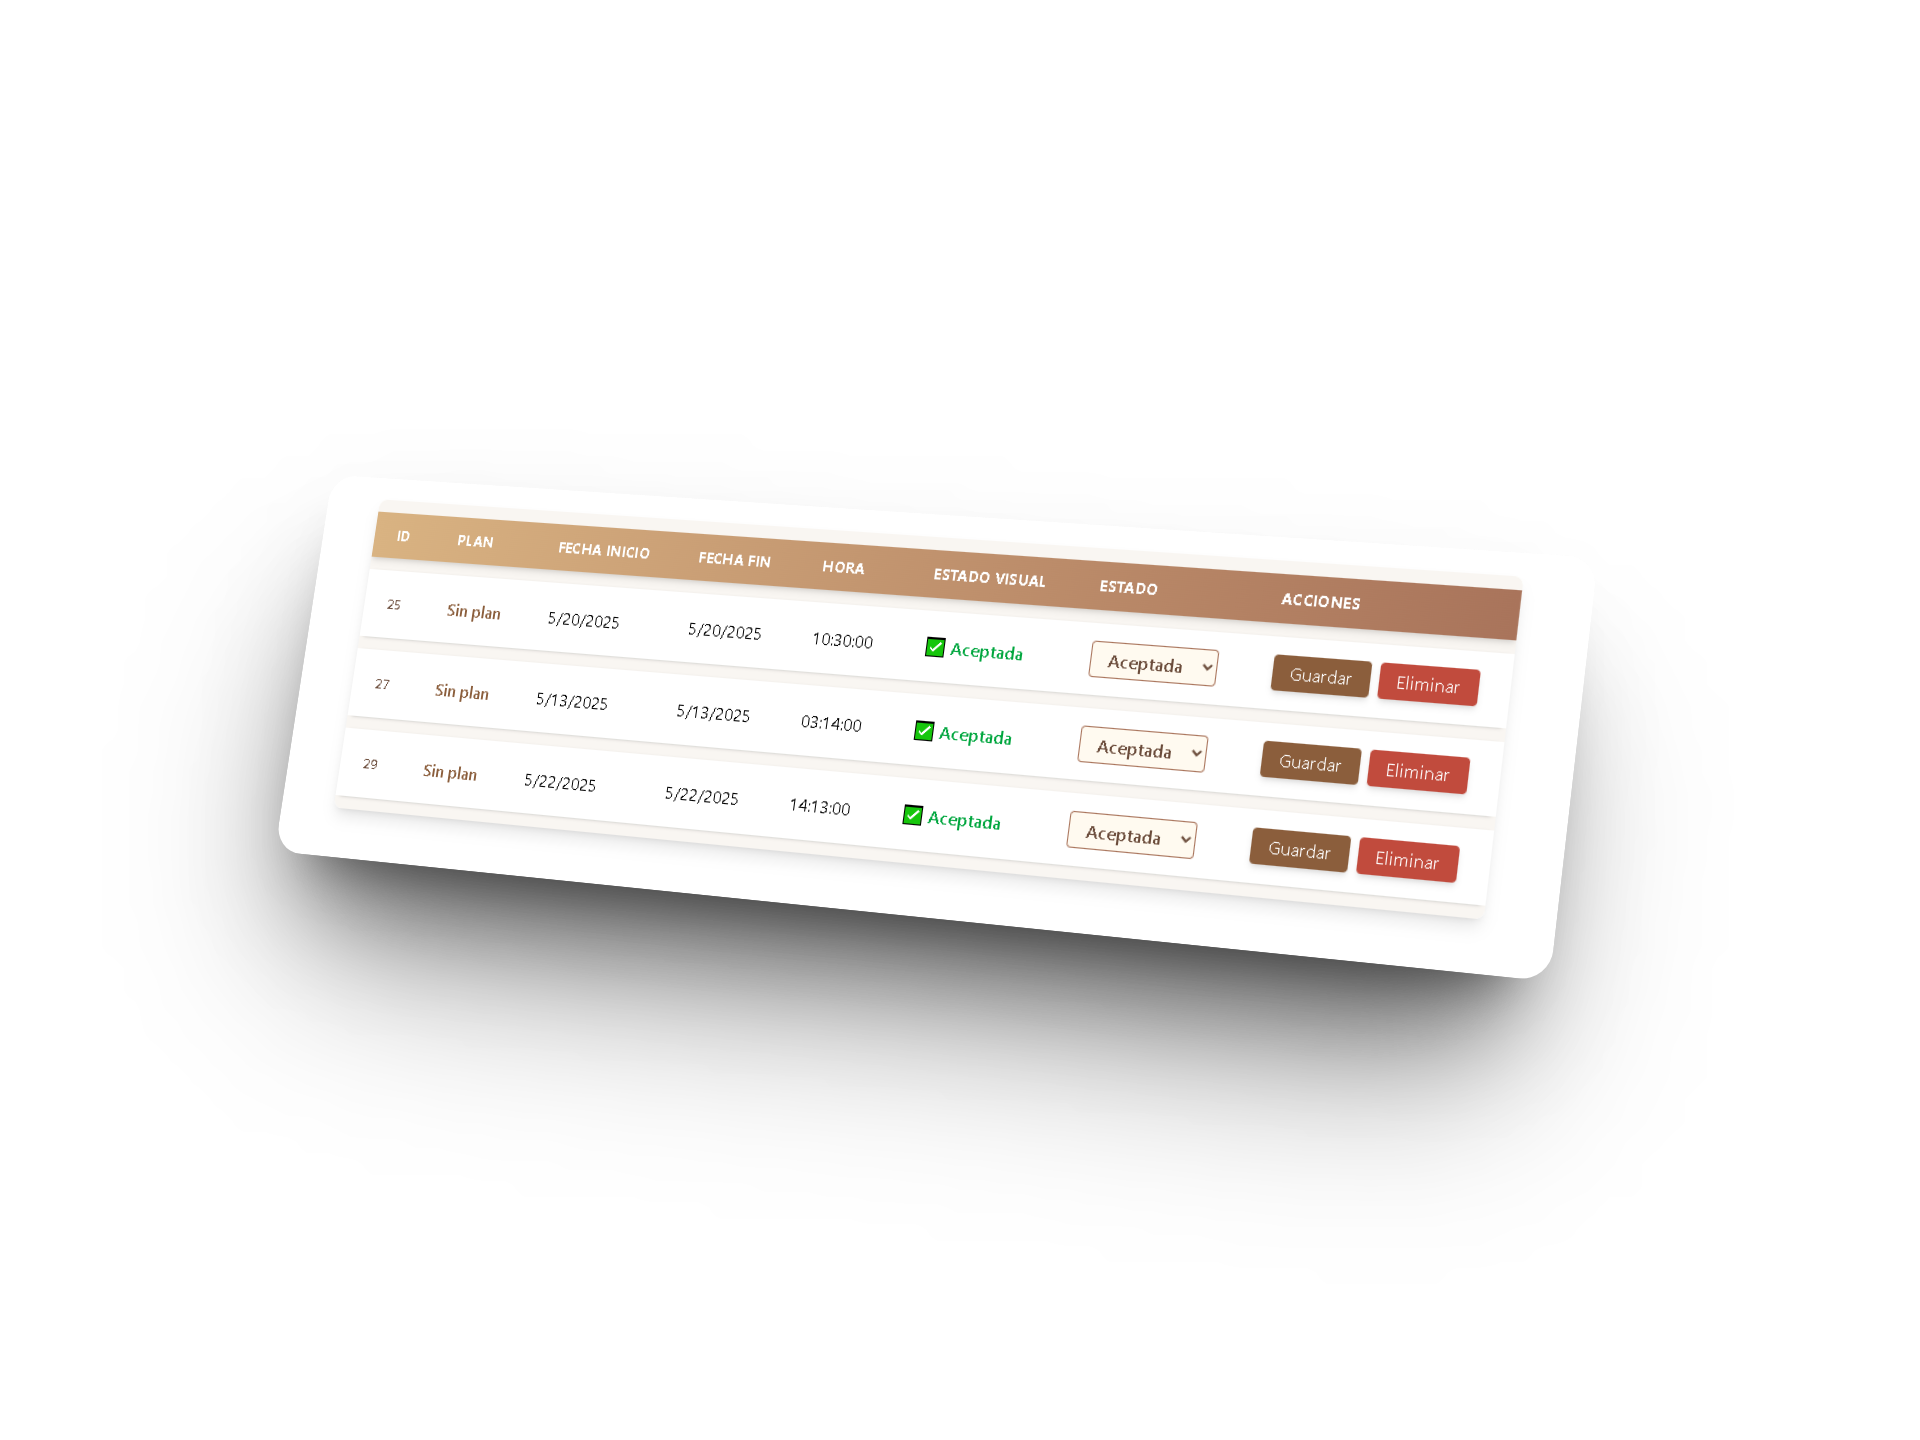 ID PLAN FECHA INICIO FECHA FIN HORA ESTADO VISUAL ESTADO ACCIONES
25 Sin plan 5/20/2025 5/20/2025 10:30:00 ✅ Aceptada Aceptada Guardar Eliminar
27 Sin plan 5/13/2025 5/13/2025 03:14:00 ✅ Aceptada Aceptada Guardar Eliminar
29 Sin plan 5/22/2025 5/22/2025 14:13:00 ✅ Aceptada Aceptada Guardar Eliminar